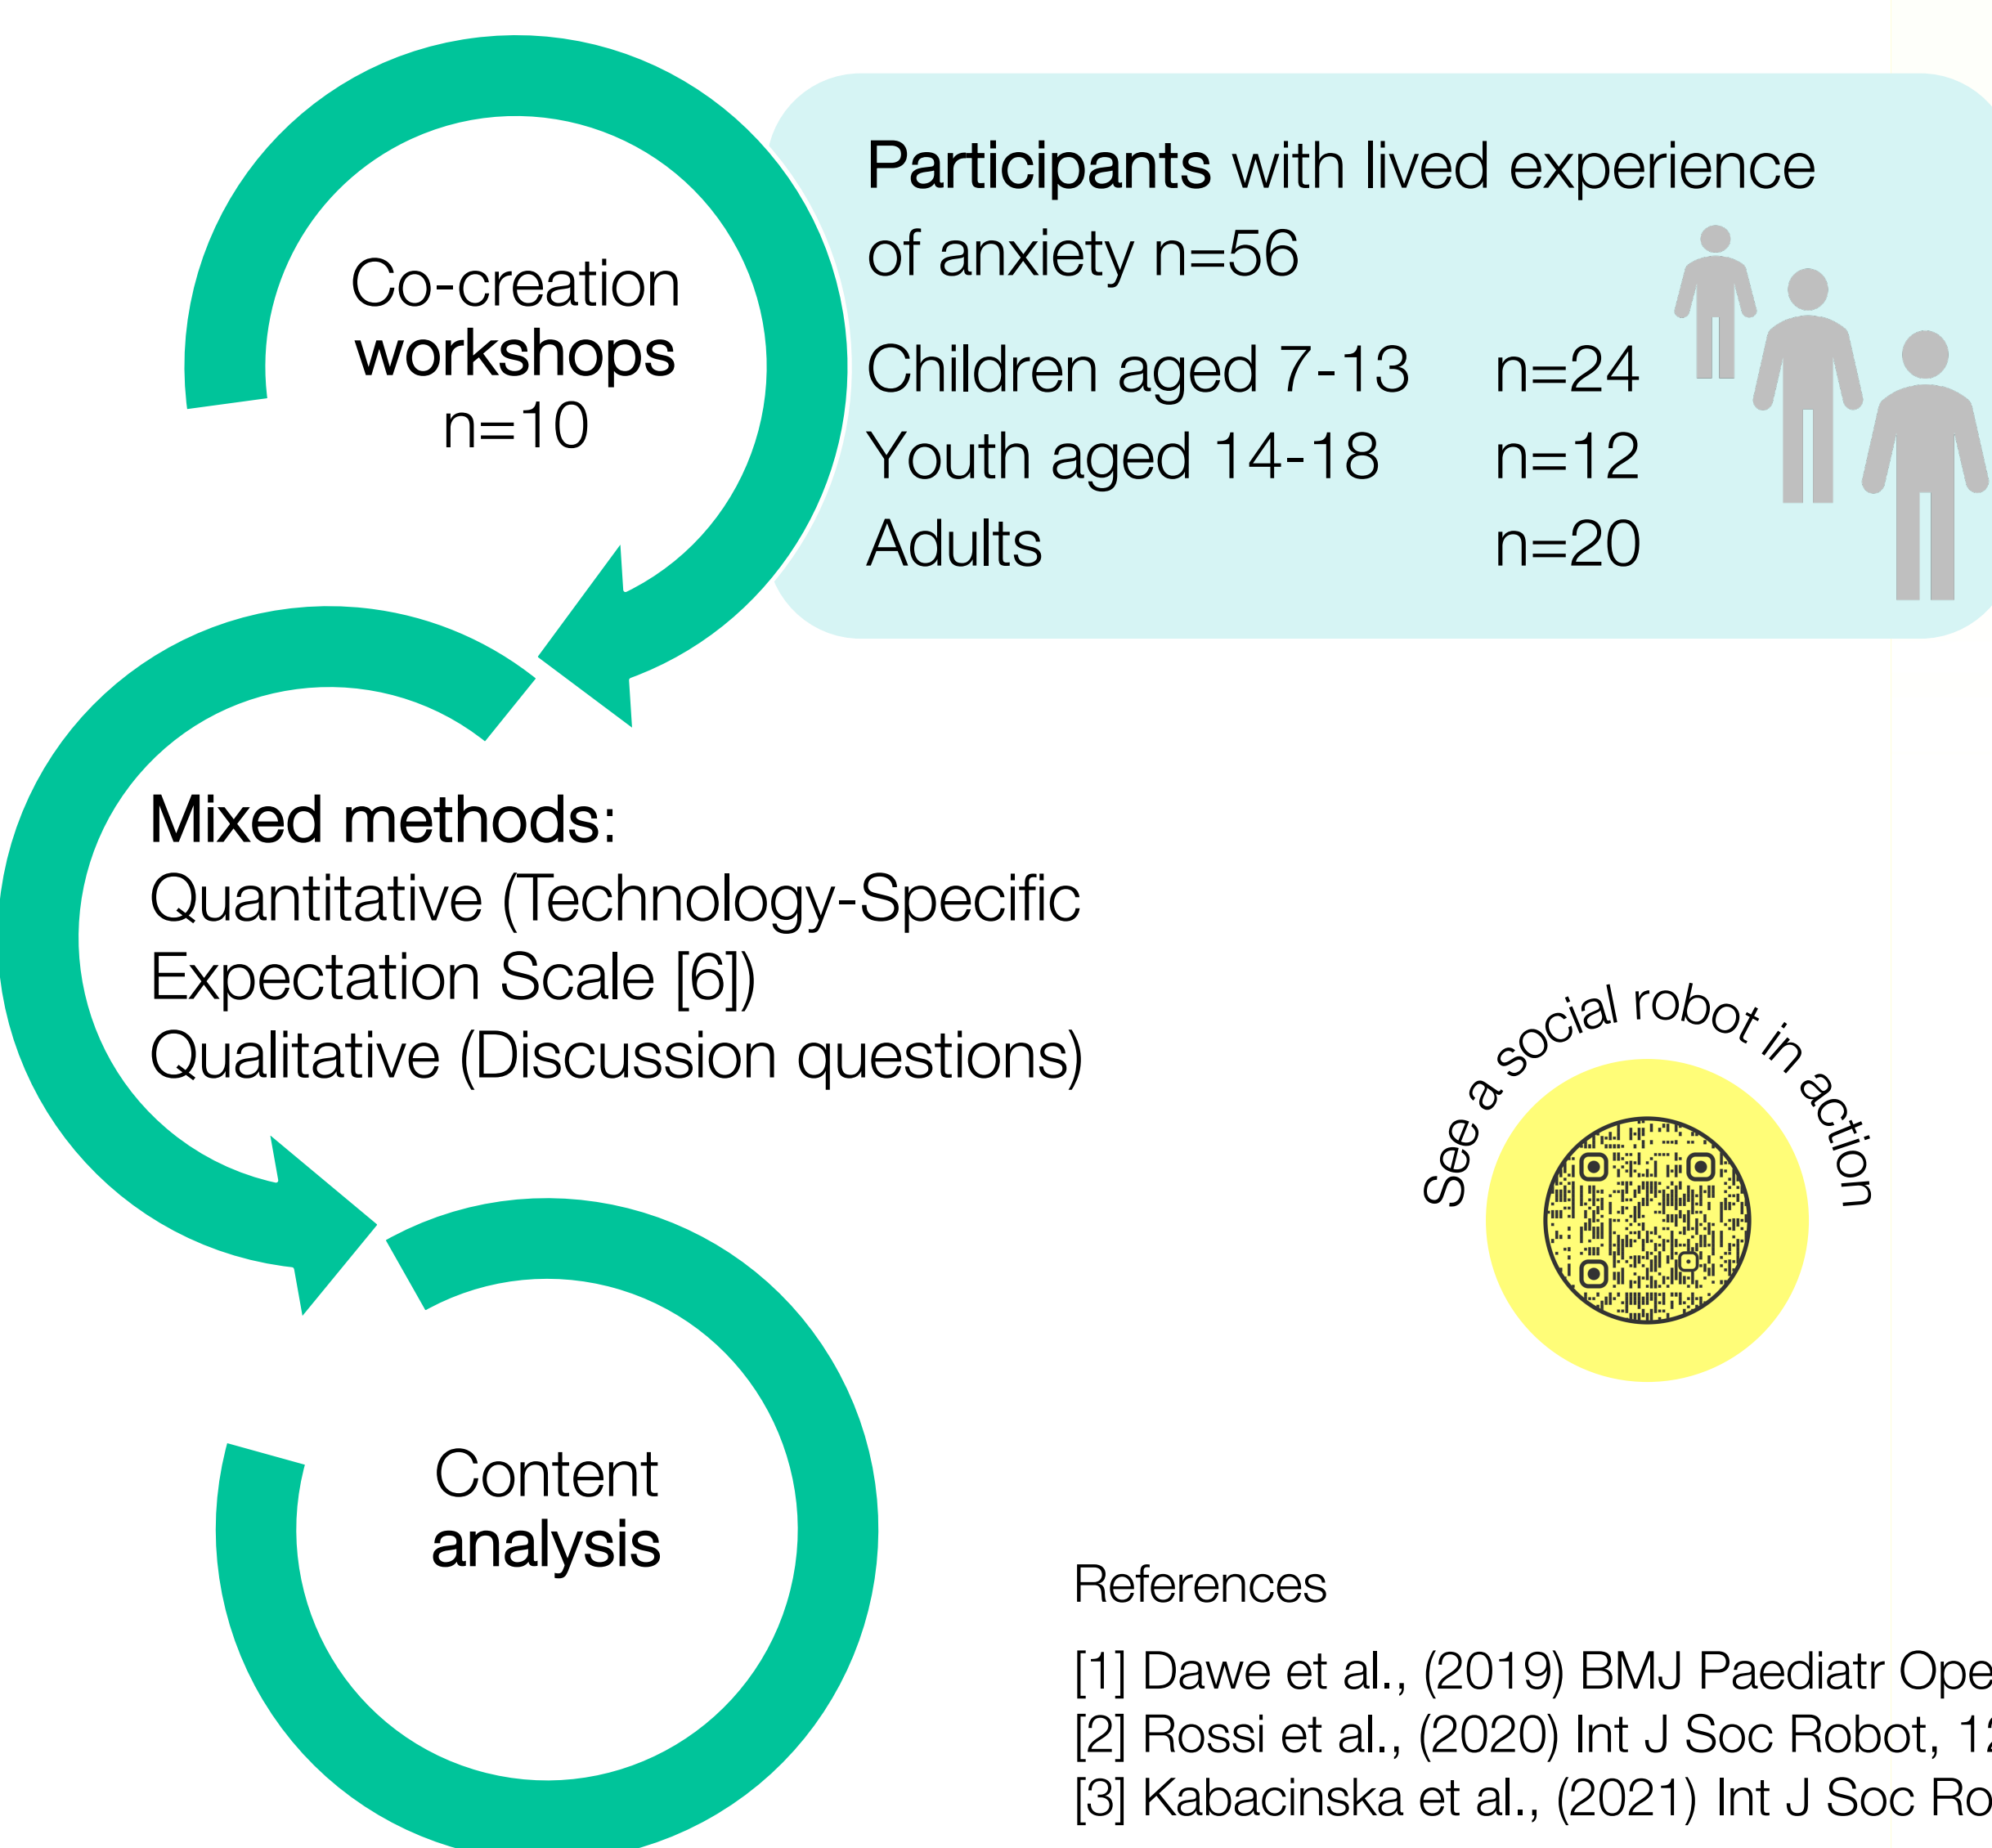 Co-creation
workshops
n=10
Participants with lived experience
of anxiety n=56
Children aged 7-13 n=24
Youth aged 14-18 n=12
Adults n=20
Mixed methods:
Quantitative (Technology-Specific
Expectation Scale [6])
Qualitative (Discussion questions)
See a social robot in action
Content
analysis
References
[1] Dawe et al., (2019) BMJ Paediatr Ope
[2] Rossi et al., (2020) Int J Soc Robot, 12
[3] Kabacinska et al., (2021) Int J Soc Ro